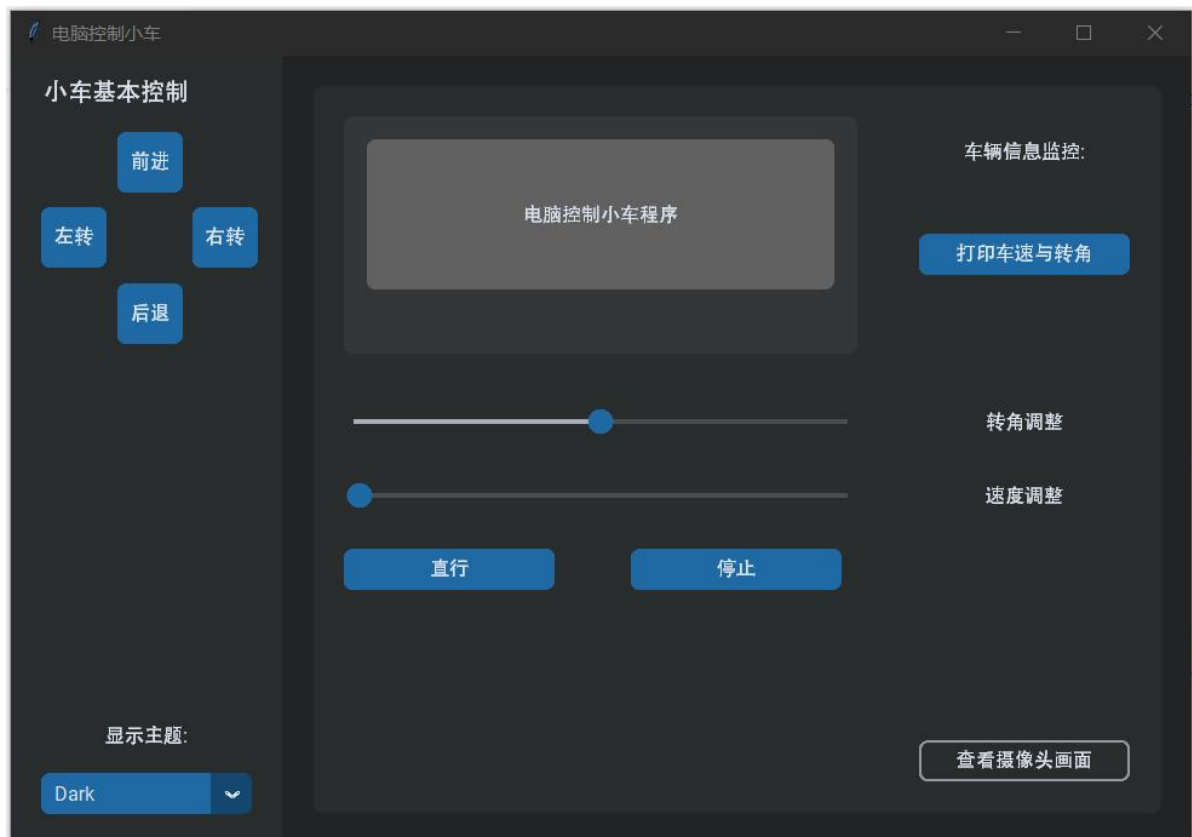 电脑控制小车
小车基本控制
前进
左转
右转
后退
显示主题:
Dark
电脑控制小车程序
车辆信息监控:
打印车速与转角
转角调整
速度调整
直行
停止
查看摄像头画面